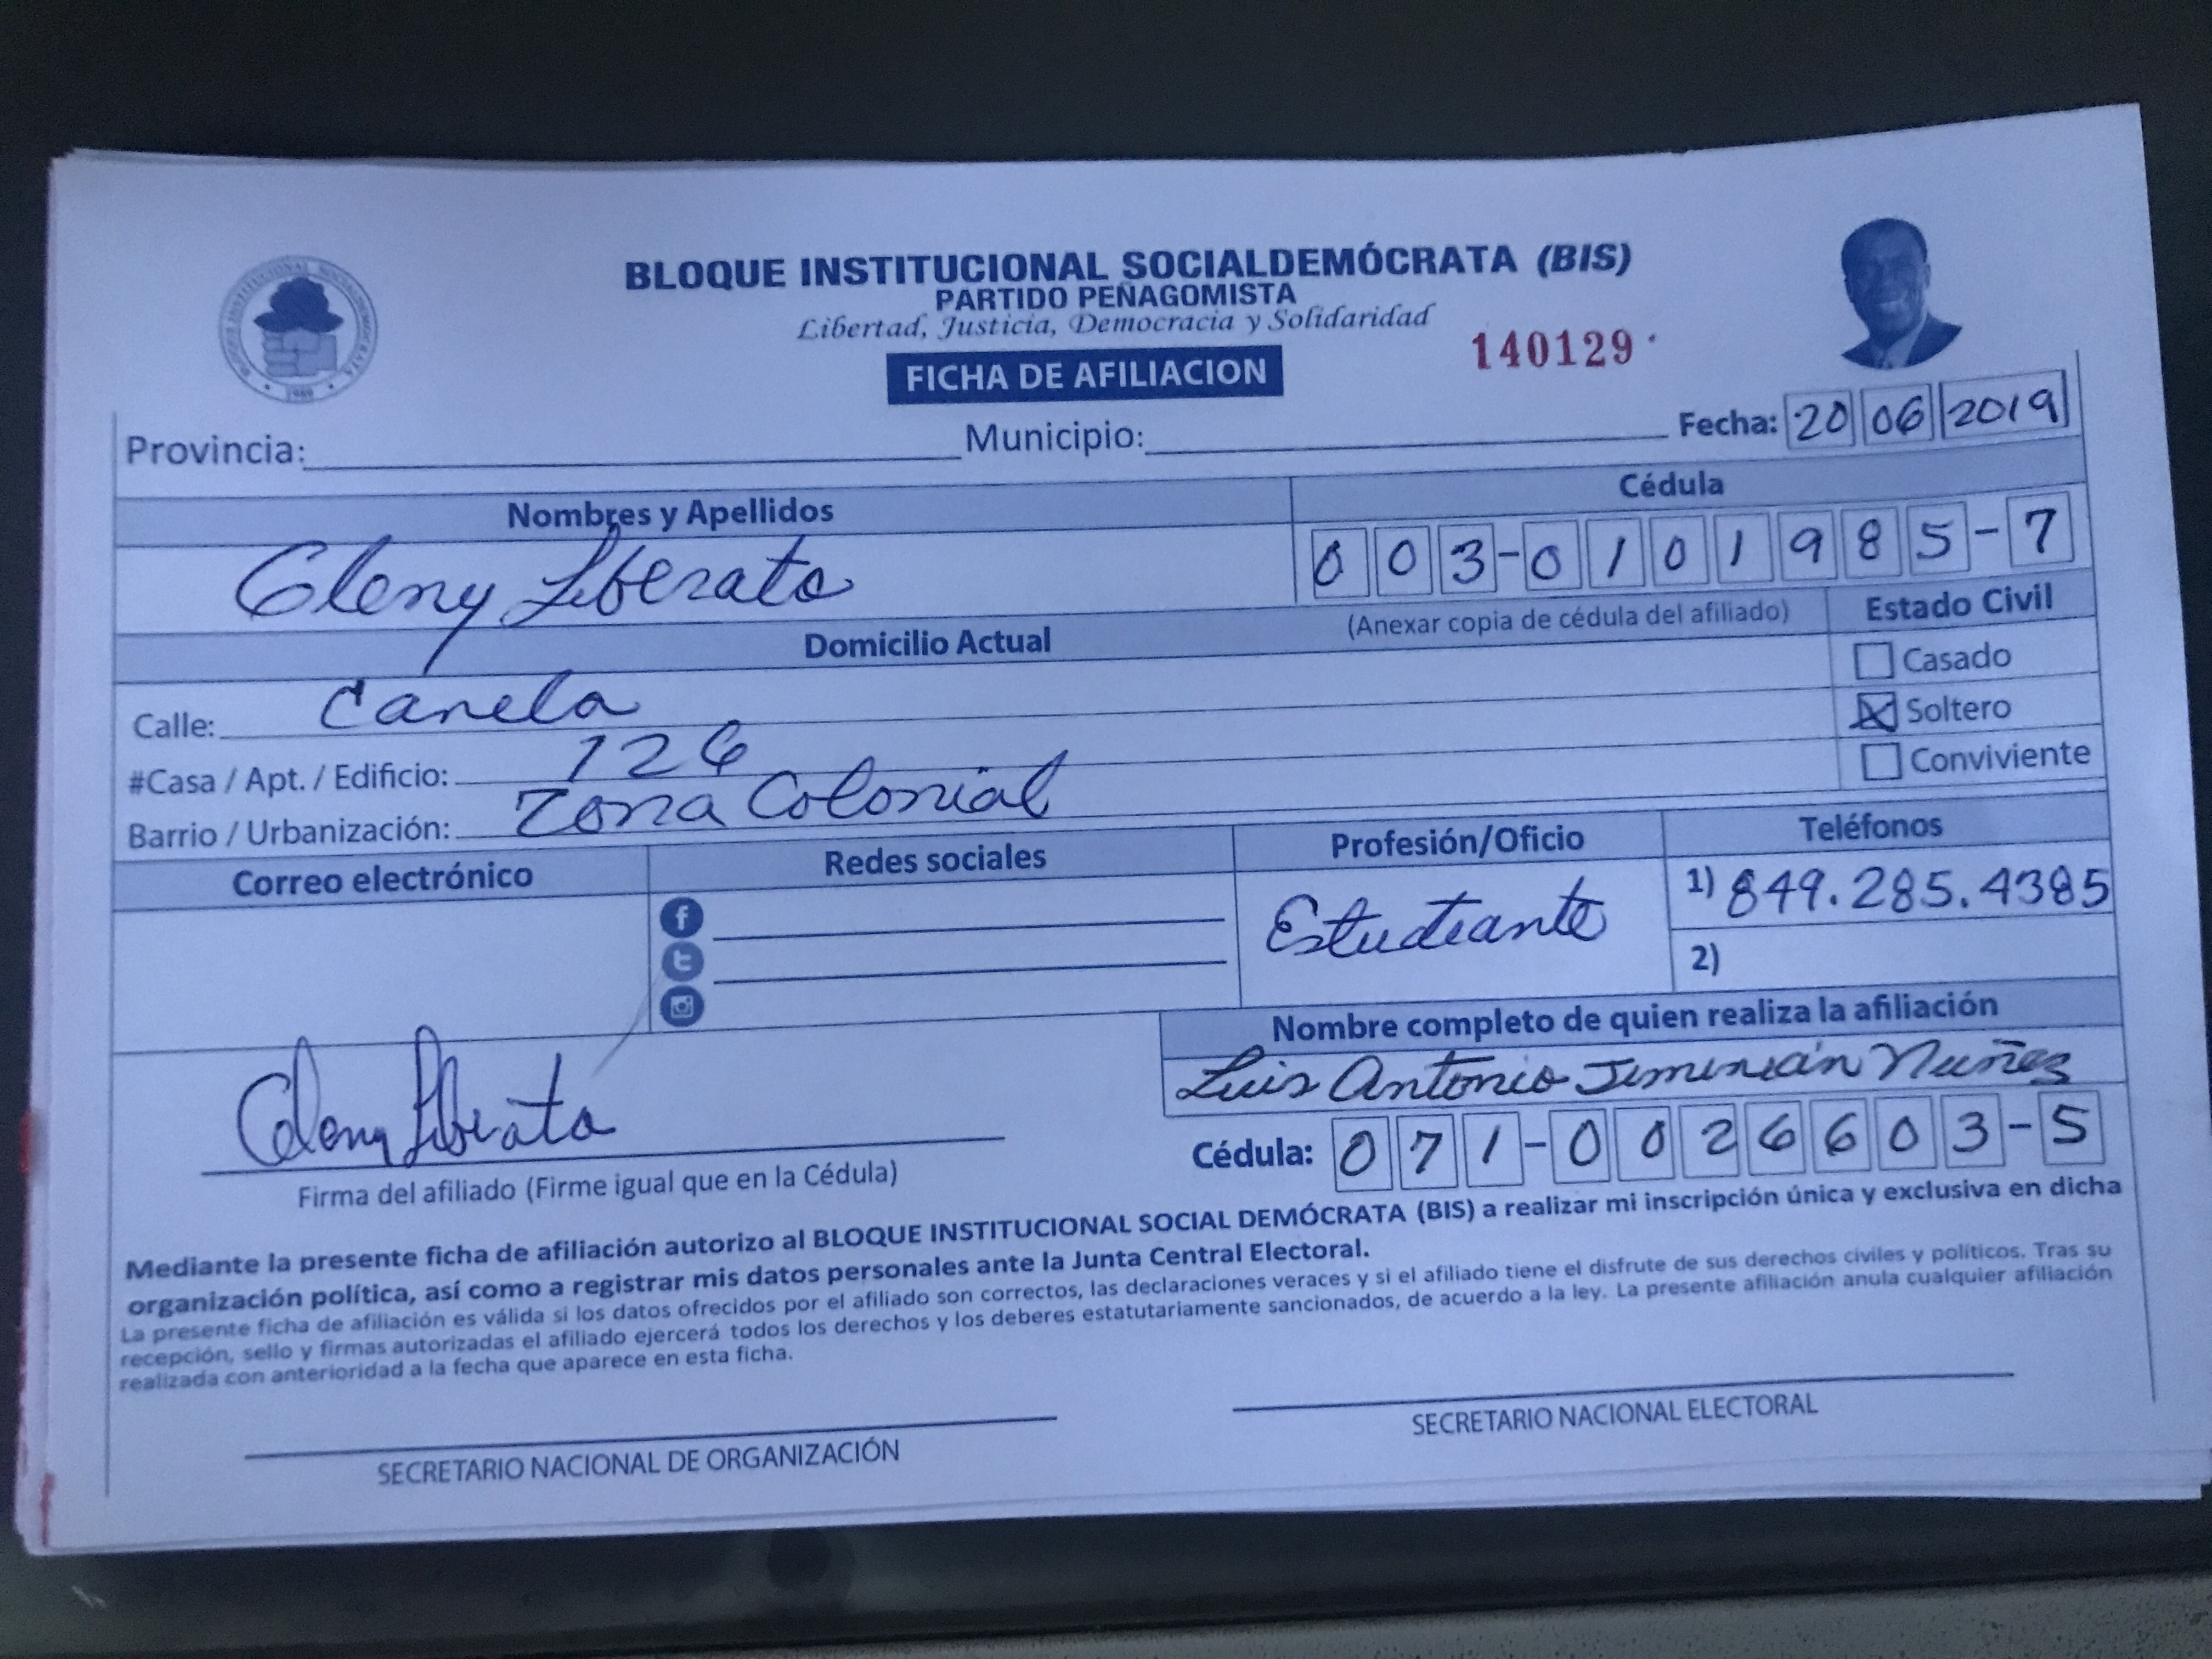 BLOQUE INSTITUCIONAL SOCIALDEMÓCRATA (BIS)
PARTIDO PEÑAGOMISTA
Libertad, Justicia, Democracia y Solidaridad
140129
FICHA DE AFILIACION
Provincia: Municipio: Fecha: 20 06 2019
Nombres y Apellidos Cédula
Gleny Liberato 003-0101985-7
Domicilio Actual (Anexar copia de cédula del afiliado) Estado Civil
Calle: Canela Casado
#Casa / Apt. / Edificio: 126 Soltero
Barrio / Urbanización: Zona Colonial Conviviente
Correo electrónico Redes sociales Profesión/Oficio Teléfonos
Estudiante 1) 849.285.4385
2)
Nombre completo de quien realiza la afiliación
Luis Antonio Jiminián Nuñez
Gleny Liberato
Cédula: 071-0026603-5
Firma del afiliado (Firme igual que en la Cédula)
Mediante la presente ficha de afiliación autorizo al BLOQUE INSTITUCIONAL SOCIAL DEMÓCRATA (BIS) a realizar mi inscripción única y exclusiva en dicha
organización política, así como a registrar mis datos personales ante la Junta Central Electoral.
La presente ficha de afiliación es válida si los datos ofrecidos por el afiliado son correctos, las declaraciones veraces y si el afiliado tiene el disfrute de sus derechos civiles y políticos. Tras su
recepción, sello y firmas autorizadas el afiliado ejercerá todos los derechos y los deberes estatutariamente sancionados, de acuerdo a la ley. La presente afiliación anula cualquier afiliación
realizada con anterioridad a la fecha que aparece en esta ficha.
SECRETARIO NACIONAL DE ORGANIZACIÓN SECRETARIO NACIONAL ELECTORAL